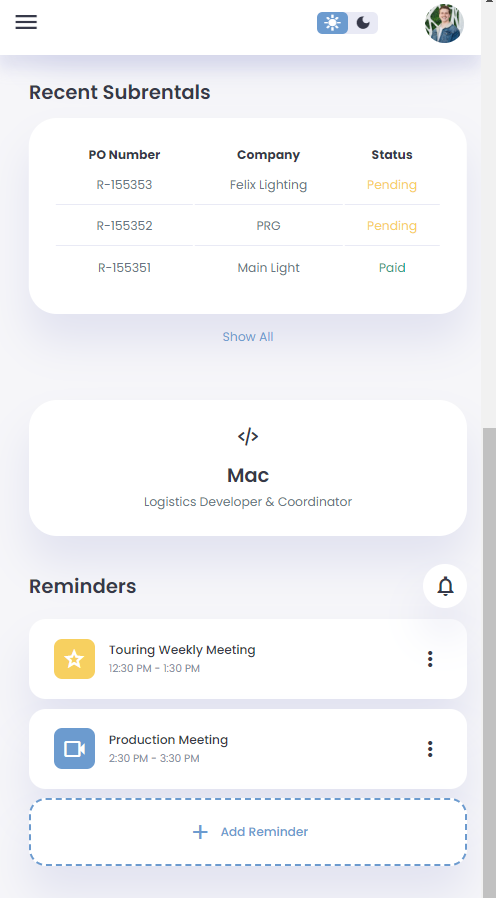 Recent Subrentals
PO Number Company Status
R-155353 Felix Lighting Pending
R-155352 PRG Pending
R-155351 Main Light Paid
Show All
</>
Mac
Logistics Developer & Coordinator
Reminders
Touring Weekly Meeting
12:30 PM - 1:30 PM
Production Meeting
2:30 PM - 3:30 PM
Add Reminder